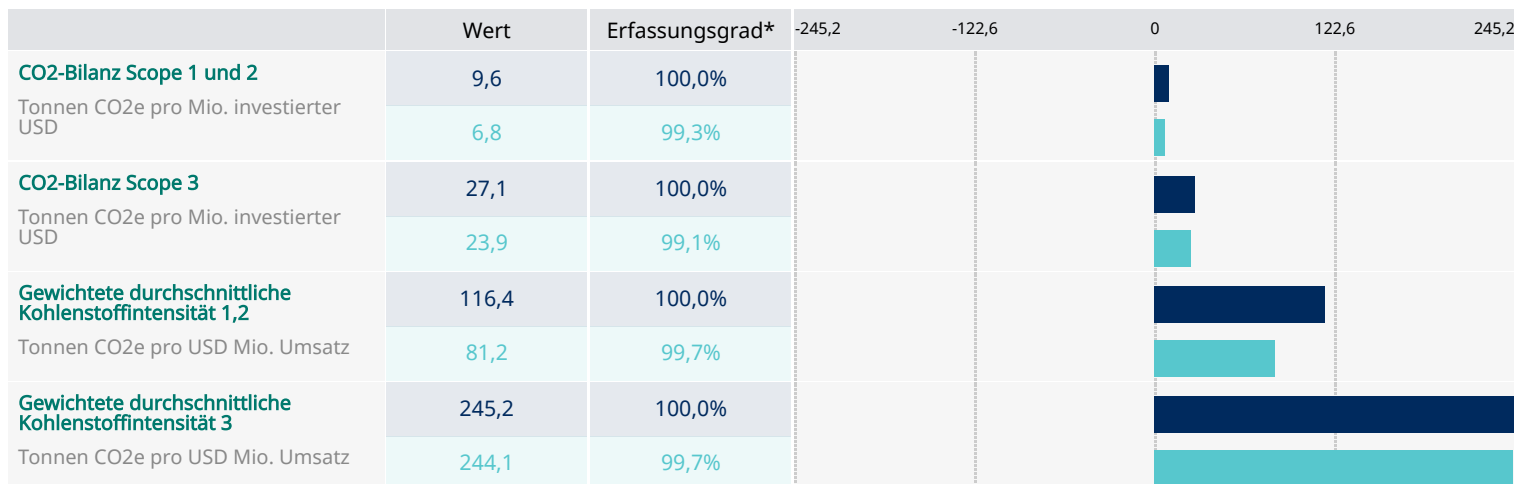 Wert Erfassungsgrad* -245,2 -122,6 0 122,6 245,2
CO2-Bilanz Scope 1 und 2
Tonnen CO2e pro Mio. investierter
USD
9,6 100,0%
6,8 99,3%
CO2-Bilanz Scope 3
Tonnen CO2e pro Mio. investierter
USD
27,1 100,0%
23,9 99,1%
Gewichtete durchschnittliche
Kohlenstoffintensität 1,2
Tonnen CO2e pro USD Mio. Umsatz
116,4 100,0%
81,2 99,7%
Gewichtete durchschnittliche
Kohlenstoffintensität 3
Tonnen CO2e pro USD Mio. Umsatz
245,2 100,0%
244,1 99,7%